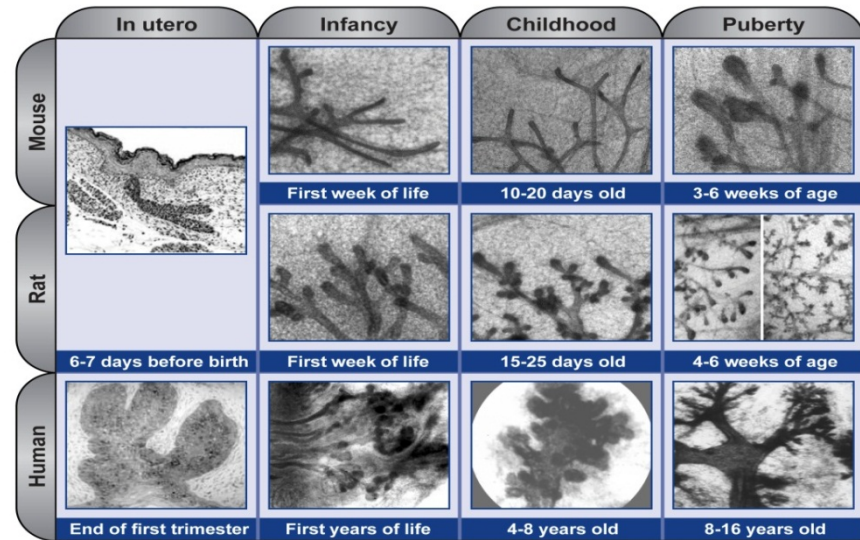 In utero
Infancy
Childhood
Puberty
Mouse
First week of life
10-20 days old
3-6 weeks of age
Rat
6-7 days before birth
First week of life
15-25 days old
4-6 weeks of age
Human
End of first trimester
First years of life
4-8 years old
8-16 years old